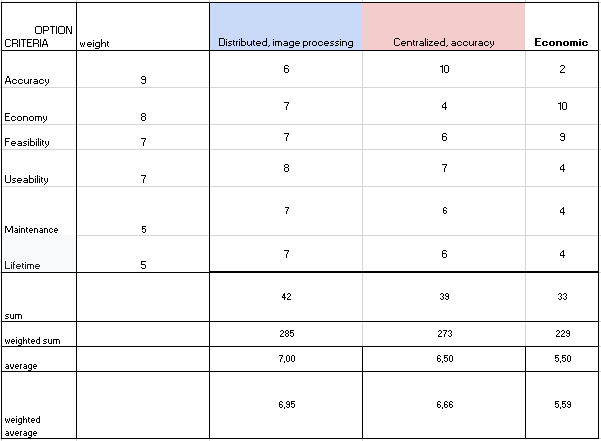 OPTION
CRITERIA weight Distributed, image processing Centralized, accuracy Economic
Accuracy 9 6 10 2
Economy 8 7 4 10
Feasibility 7 7 6 9
Useability 7 8 7 4
Maintenance 5 7 6 4
Lifetime 5 7 6 4
sum 42 39 33
weighted sum 285 273 229
average 7,00 6,50 5,50
weighted
average 6,95 6,66 5,59